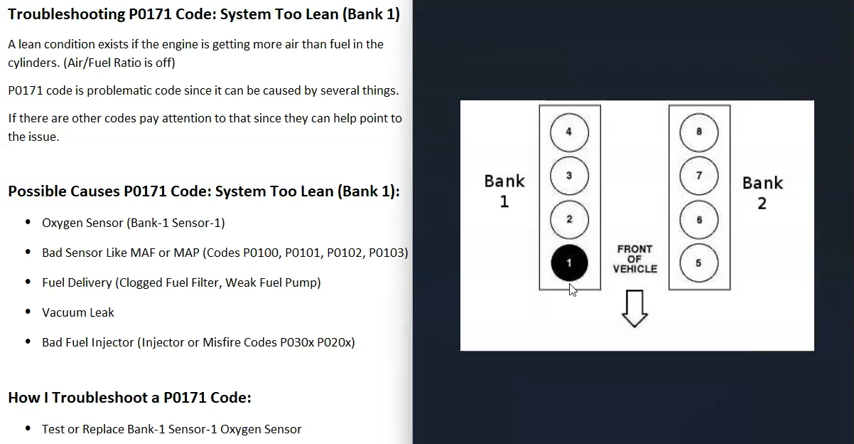 Troubleshooting P0171 Code: System Too Lean (Bank 1)
A lean condition exists if the engine is getting more air than fuel in the
cylinders. (Air/Fuel Ratio is off)
P0171 code is problematic code since it can be caused by several things.
If there are other codes pay attention to that since they can help point to
the issue.
Possible Causes P0171 Code: System Too Lean (Bank 1):
• Oxygen Sensor (Bank-1 Sensor-1)
• Bad Sensor Like MAF or MAP (Codes P0100, P0101, P0102, P0103)
• Fuel Delivery (Clogged Fuel Filter, Weak Fuel Pump)
• Vacuum Leak
• Bad Fuel Injector (Injector or Misfire Codes P030x P020x)
How I Troubleshoot a P0171 Code:
• Test or Replace Bank-1 Sensor-1 Oxygen Sensor
Bank
1
4
3
2
1
FRONT
OF
VEHICLE
8
7
6
5
Bank
2